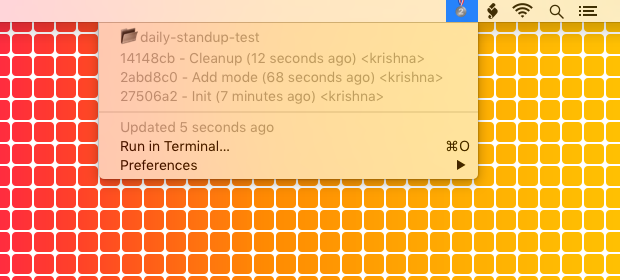 daily-standup-test
14148cb - Cleanup (12 seconds ago) <krishna>
2abd8c0 - Add mode (68 seconds ago) <krishna>
27506a2 - Init (7 minutes ago) <krishna>
Updated 5 seconds ago
Run in Terminal... ⌘O
Preferences